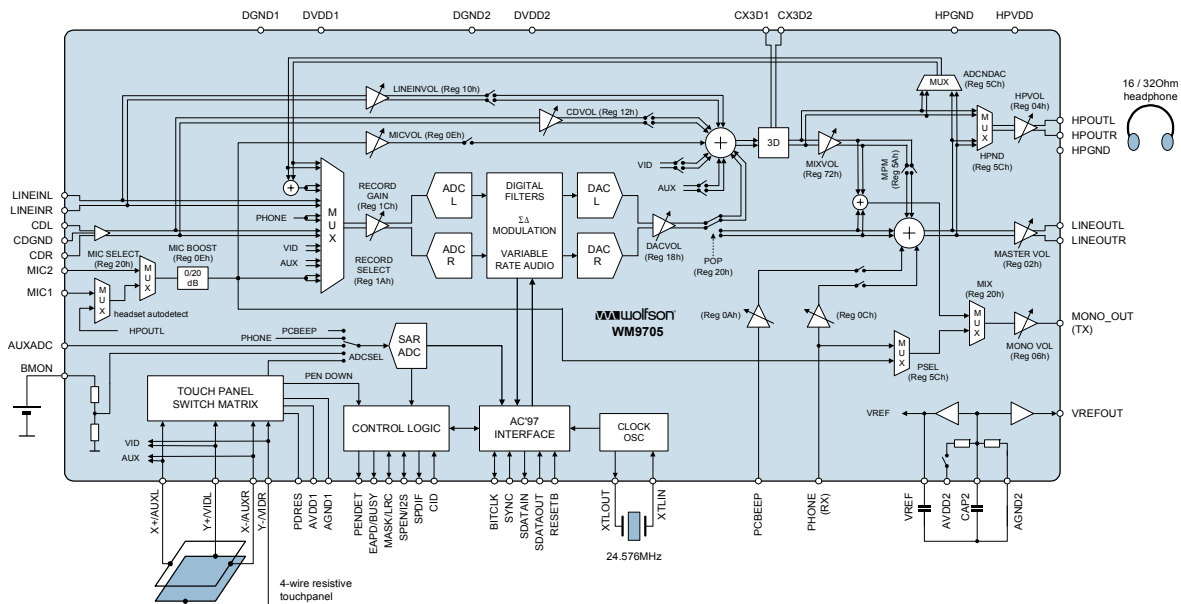 DGND1 DVDD1 DGND2 DVDD2 CX3D1 CX3D2 HPGND HPVDD
16 / 32Ohm
headphone
LINEINVOL (Reg 10h)
CDVOL (Reg 12h)
MICVOL (Reg 0Eh)
MUX
ADCNDAC
(Reg 5Ch)
HPVOL
(Reg 04h)
HPOUTL
HPOUTR
HPGND
MUX
HPND
(Reg 5Ch)
3D
MIXVOL
(Reg 72h)
MPM
(Reg 5Ah)
VID
AUX
LINEINL
LINEINR
CDL
CDGND
CDR
MIC2
MIC1
AUXADC
BMON
MIC SELECT
(Reg 20h)
MIC BOOST
(Reg 0Eh)
MUX
0/20
dB
MUX
headset autodetect
HPOUTL
PHONE
VID
AUX
MUX
RECORD
GAIN
(Reg 1Ch)
RECORD
SELECT
(Reg 1Ah)
ADC
L
ADC
R
DIGITAL
FILTERS
ΣΔ
MODULATION
VARIABLE
RATE AUDIO
DAC
L
DAC
R
DACVOL
(Reg 18h)
POP
(Reg 20h)
LINEOUTL
LINEOUTR
MASTER VOL
(Reg 02h)
wolfson
WM9705
(Reg 0Ah)
(Reg 0Ch)
MIX
(Reg 20h)
MUX
MUX
PSEL
(Reg 5Ch)
MONO VOL
(Reg 06h)
MONO_OUT
(TX)
PCBEEP
PHONE
ADCSEL
SAR
ADC
PEN DOWN
TOUCH PANEL
SWITCH MATRIX
CONTROL LOGIC
AC'97
INTERFACE
CLOCK
OSC
VREF
VREFOUT
VID
AUX
X+/AUXL
Y+/VIDL
X-/AUXR
Y-/VIDR
PDRES
AVDD1
AGND1
PENDET
EAPD/BUSY
MASK/LRC
SPEN/I2S
SPDIF
CID
BITCLK
SYNC
SDATAIN
SDATAOUT
RESETB
XTLOUT
XTLIN
24.576MHz
PCBEEP
PHONE
(RX)
VREF
AVDD2
CAP2
AGND2
4-wire resistive
touchpanel